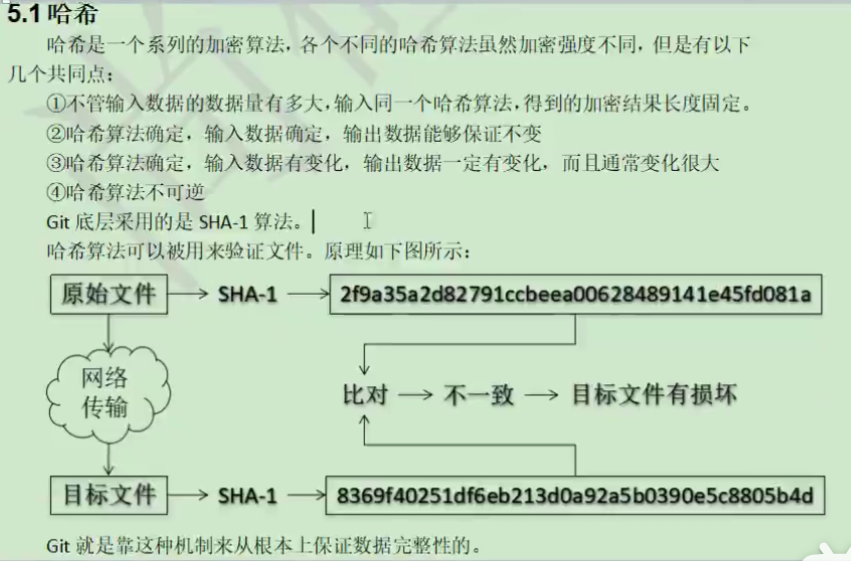 5.1 哈希
哈希是一个系列的加密算法，各个不同的哈希算法虽然加密强度不同，但是有以下
几个共同点：
①不管输入数据的数据量有多大，输入同一个哈希算法，得到的加密结果长度固定。
②哈希算法确定，输入数据确定，输出数据能够保证不变
③哈希算法确定，输入数据有变化，输出数据一定有变化，而且通常变化很大
④哈希算法不可逆
Git 底层采用的是 SHA-1 算法。
哈希算法可以被用来验证文件。原理如下图所示：
原始文件 SHA-1 2f9a35a2d82791ccbeea00628489141e45fd081a
网络
传输
比对 不一致 目标文件有损坏
目标文件 SHA-1 8369f40251df6eb213d0a92a5b0390e5c8805b4d
Git 就是靠这种机制来从根本上保证数据完整性的。